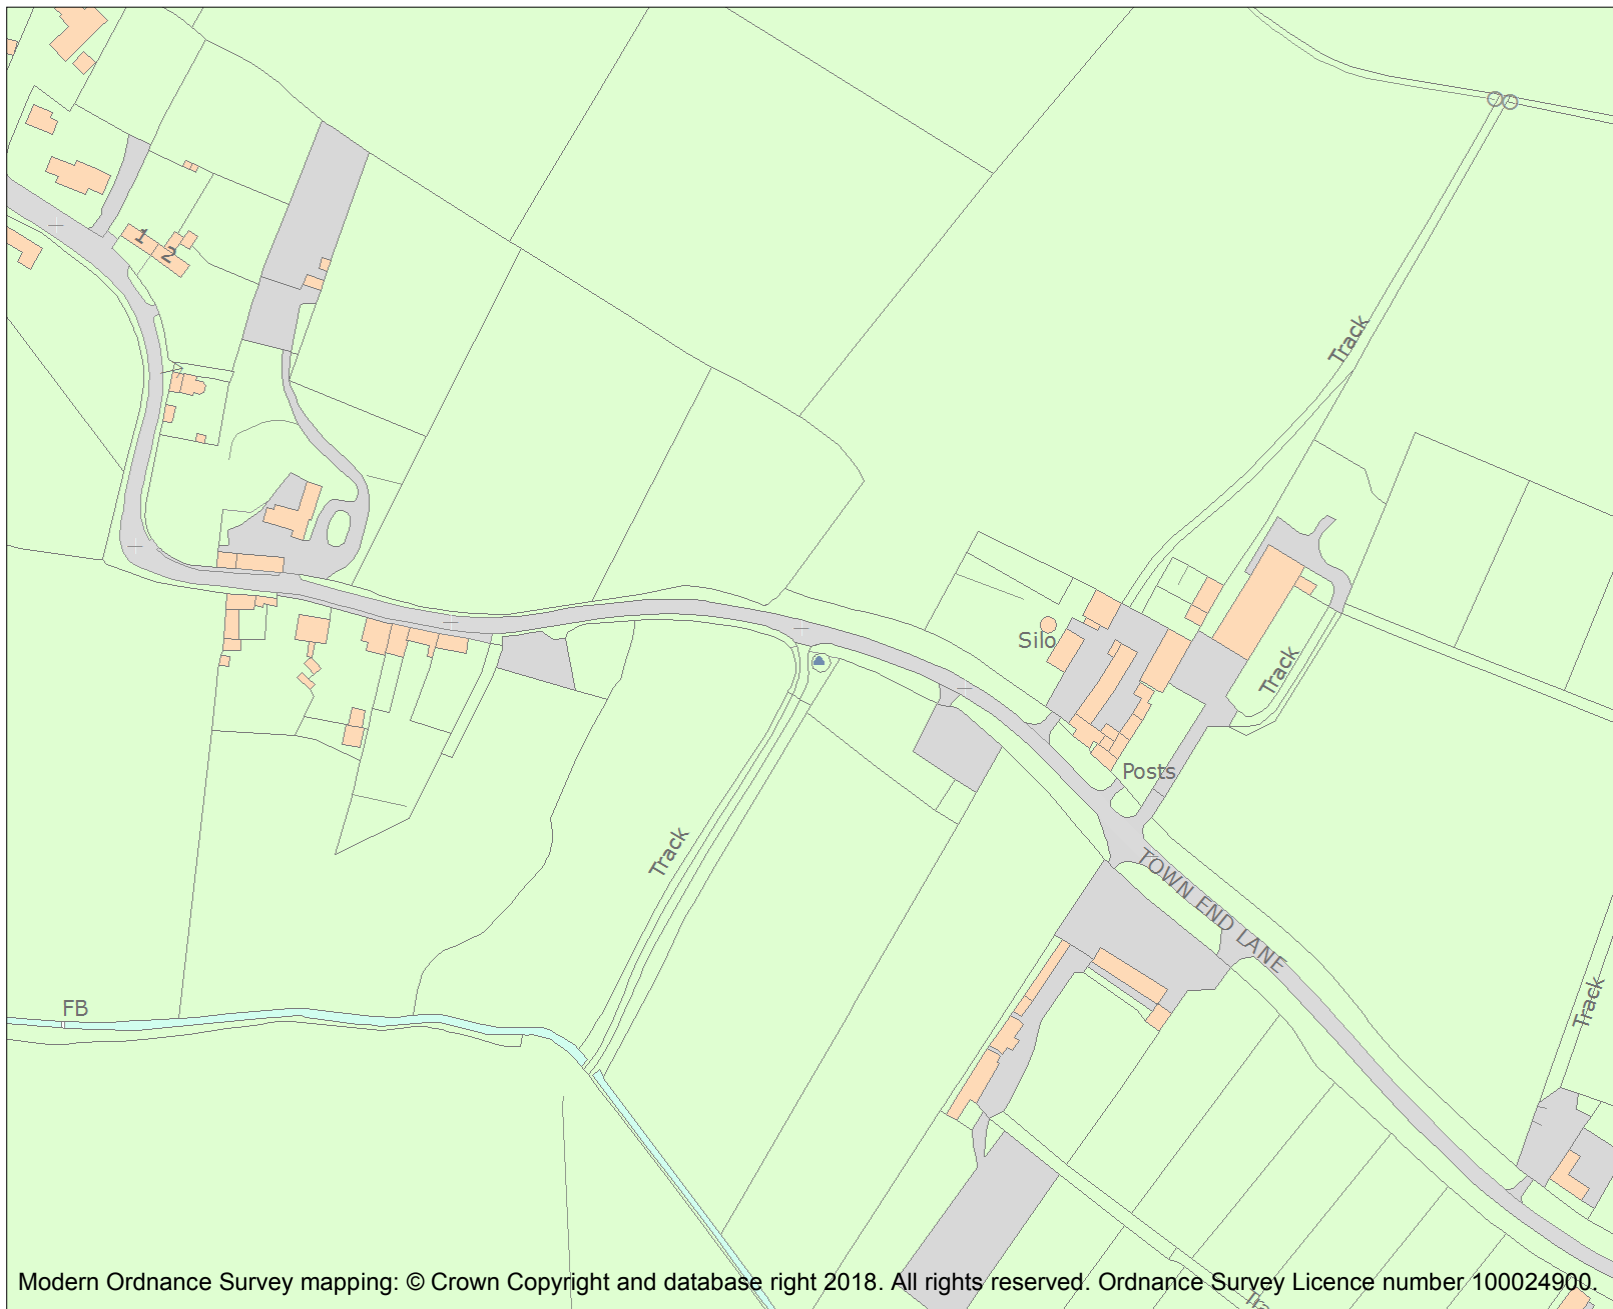 1
2
Track
Silo
Track
Posts
Track
TOWN END LANE
FB
Track
Modern Ordnance Survey mapping: © Crown Copyright and database right 2018. All rights reserved. Ordnance Survey Licence number 100024900.